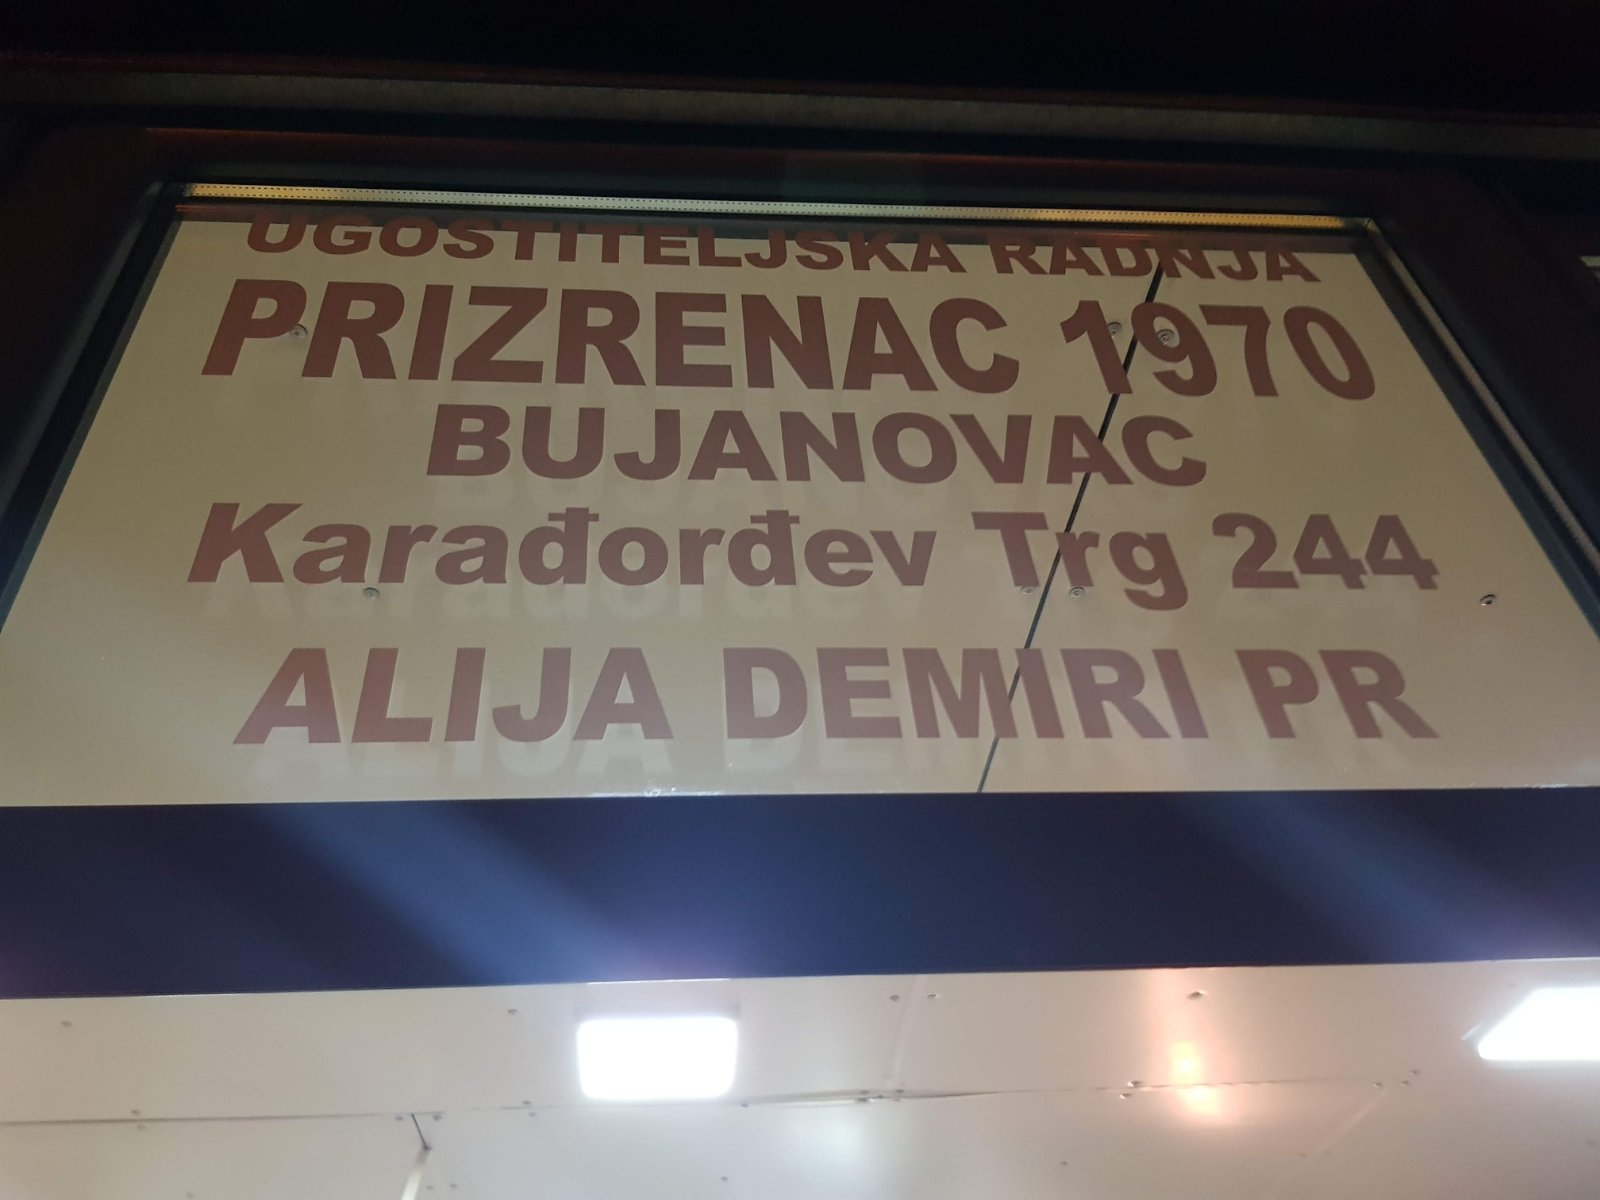 UGOSTITELJSKA RADNJA
PRIZRENAC 1970
BUJANOVAC
Karađorđev Trg 244
ALIJA DEMIRI PR